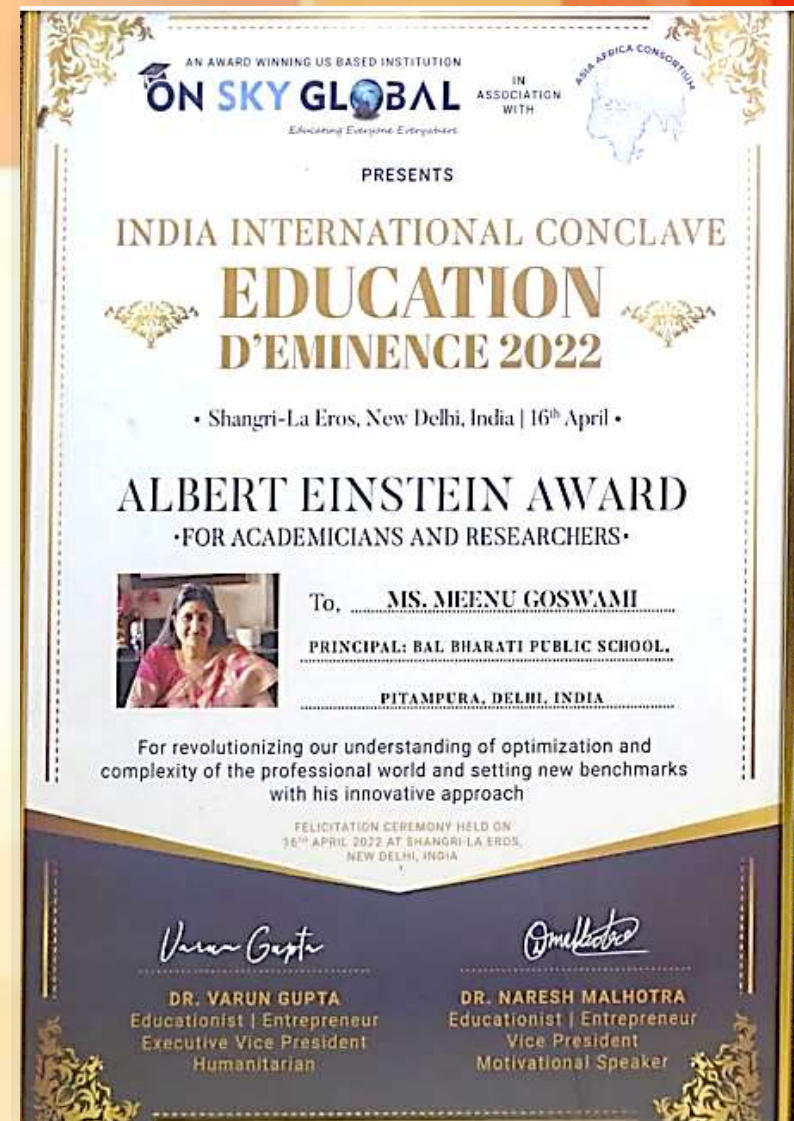 AN AWARD WINNING US BASED INSTITUTION
ON SKY GLOBAL
Educating Everyone Everywhere
IN
ASSOCIATION
WITH
ASIA AFRICA CONSORTIUM
PRESENTS
INDIA INTERNATIONAL CONCLAVE
EDUCATION
D'EMINENCE 2022
• Shangri-La Eros, New Delhi, India | 16th April •
ALBERT EINSTEIN AWARD
•FOR ACADEMICIANS AND RESEARCHERS•
To, MS. MEENU GOSWAMI
PRINCIPAL: BAL BHARATI PUBLIC SCHOOL,
PITAMPURA, DELHI, INDIA
For revolutionizing our understanding of optimization and
complexity of the professional world and setting new benchmarks
with his innovative approach
FELICITATION CEREMONY HELD ON
16TH APRIL 2022 AT SHANGRI-LA EROS,
NEW DELHI, INDIA
Varun Gupta
DR. VARUN GUPTA
Educationist | Entrepreneur
Executive Vice President
Humanitarian
DR. NARESH MALHOTRA
Educationist | Entrepreneur
Vice President
Motivational Speaker